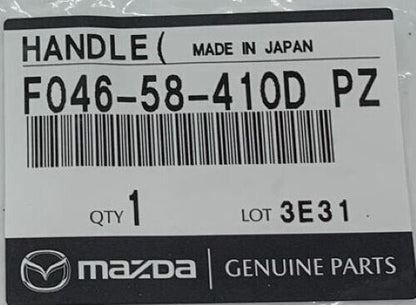 HANDLE( MADE IN JAPAN
F046-58-410D PZ
QTY 1 LOT 3E31
mazda GENUINE PARTS